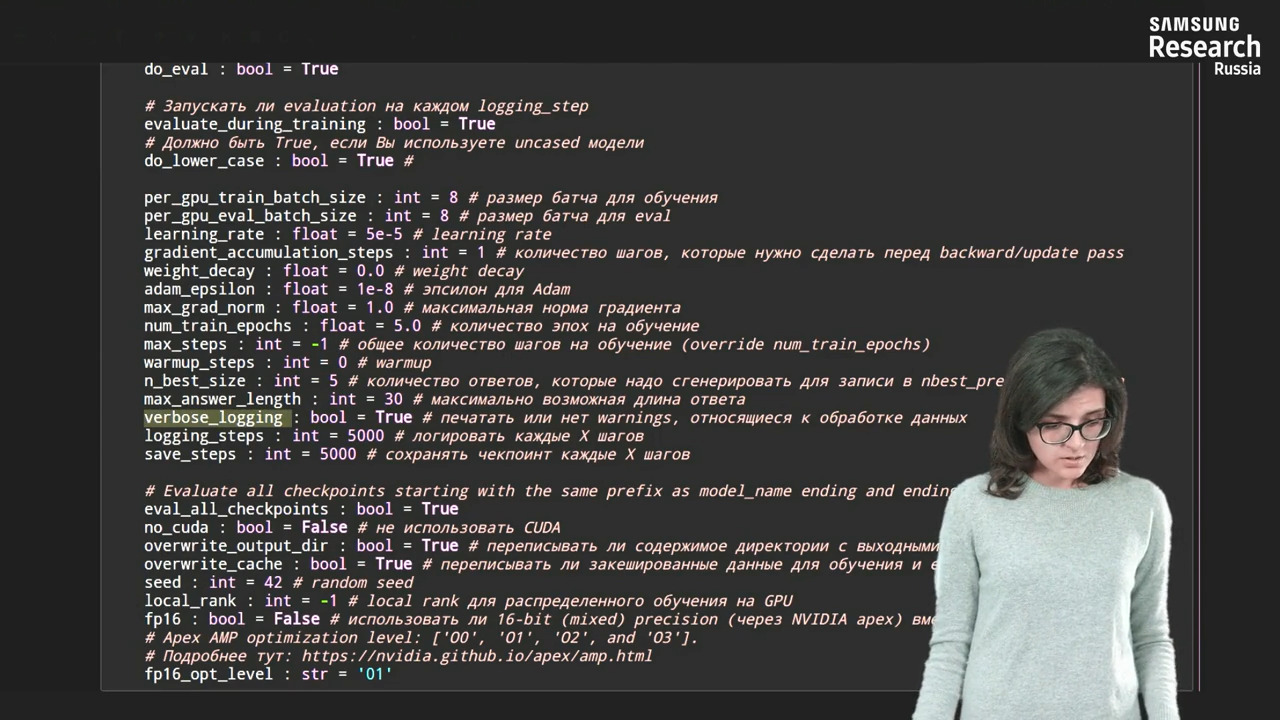 SAMSUNG
Research
Russia
do_eval : bool = True
# Запускать ли evaluation на каждом logging_step
evaluate_during_training : bool = True
# Должно быть True, если Вы используете uncased модели
do_lower_case : bool = True #
per_gpu_train_batch_size : int = 8 # размер батча для обучения
per_gpu_eval_batch_size : int = 8 # размер батча для eval
learning_rate : float = 5e-5 # learning rate
gradient_accumulation_steps : int = 1 # количество шагов, которые нужно сделать перед backward/update pass
weight_decay : float = 0.0 # weight decay
adam_epsilon : float = 1e-8 # эпсилон для Adam
max_grad_norm : float = 1.0 # максимальная норма градиента
num_train_epochs : float = 5.0 # количество эпох на обучение
max_steps : int = -1 # общее количество шагов на обучение (override num_train_epochs)
warmup_steps : int = 0 # warmup
n_best_size : int = 5 # количество ответов, которые надо сгенерировать для записи в nbest_pre
max_answer_length : int = 30 # максимально возможная длина ответа
verbose_logging : bool = True # печатать или нет warnings, относящиеся к обработке данных
logging_steps : int = 5000 # логировать каждые X шагов
save_steps : int = 5000 # сохранять чекпоинт каждые X шагов
# Evaluate all checkpoints starting with the same prefix as model_name ending and ending
eval_all_checkpoints : bool = True
no_cuda : bool = False # не использовать CUDA
overwrite_output_dir : bool = True # переписывать ли содержимое директории с выходными
overwrite_cache : bool = True # переписывать ли закешированные данные для обучения и
seed : int = 42 # random seed
local_rank : int = -1 # local rank для распределенного обучения на GPU
fp16 : bool = False # использовать ли 16-bit (mixed) precision (через NVIDIA apex)
# Apex AMP optimization level: ['O0', 'O1', 'O2', and 'O3'].
# Подробнее тут: https://nvidia.github.io/apex/amp.html
fp16_opt_level : str = 'O1'